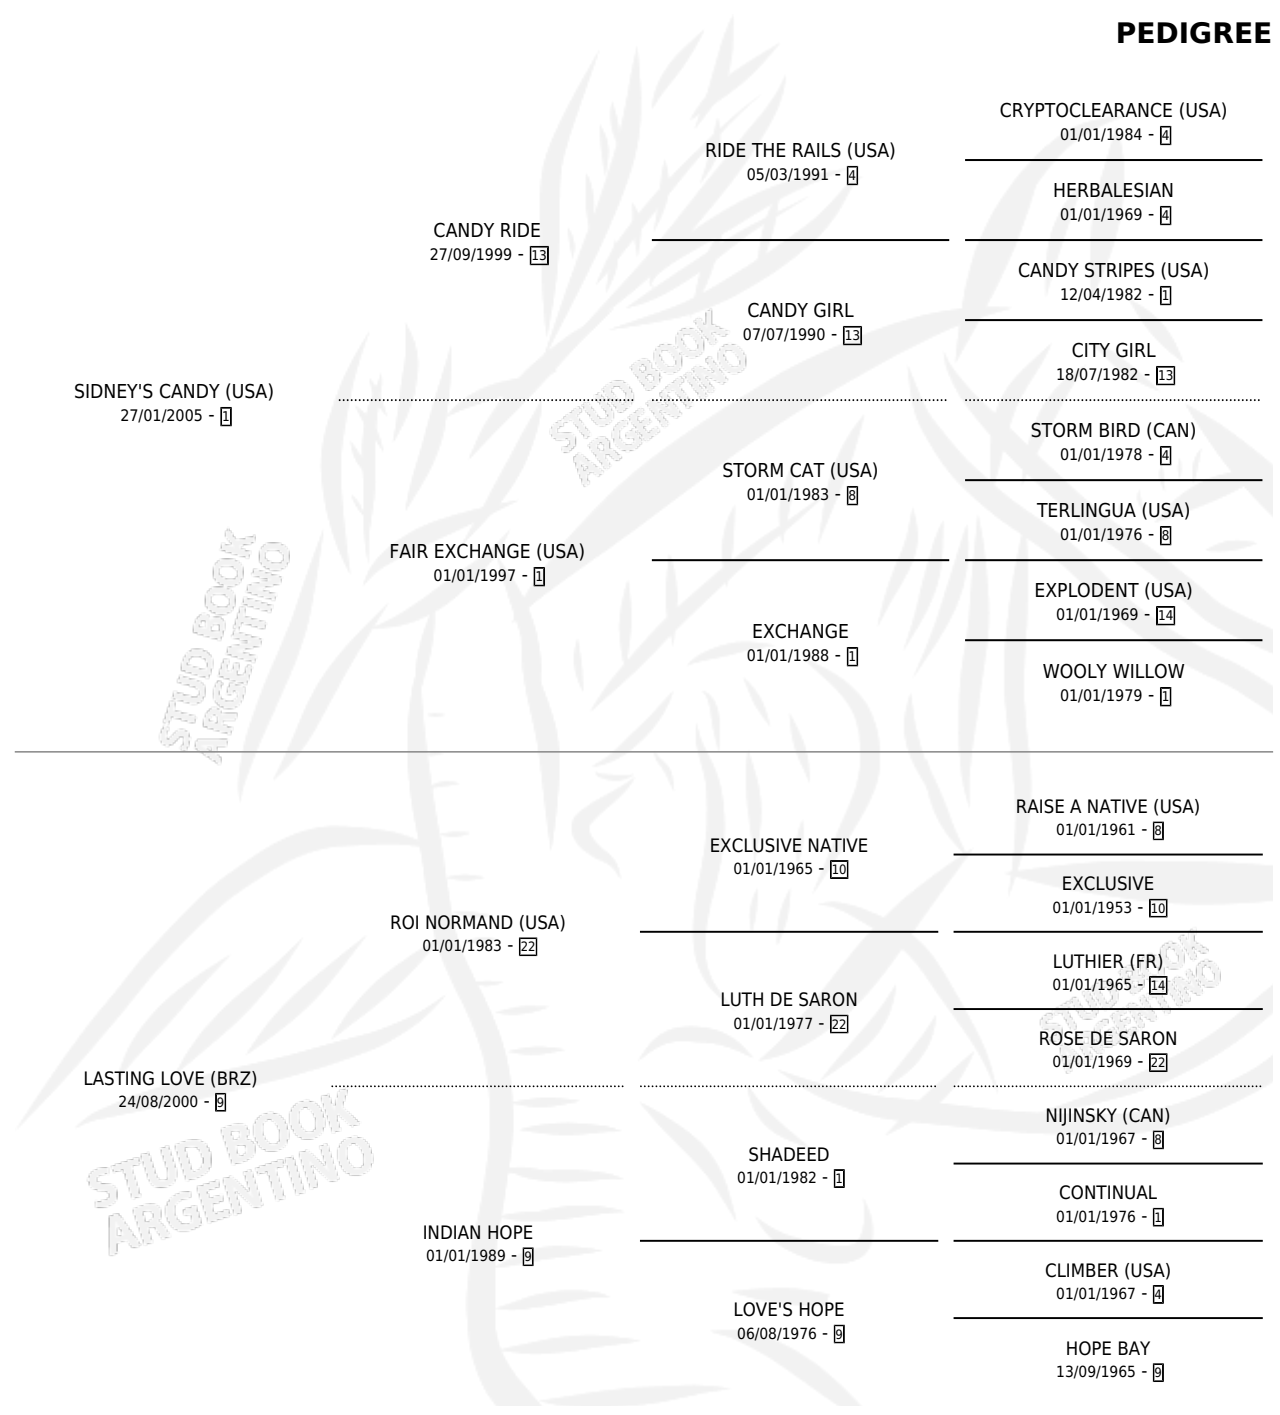 PEDIGREE
CRYPTOCLEARANCE (USA)
01/01/1984 - 4
RIDE THE RAILS (USA)
05/03/1991 - 4
HERBALESIAN
01/01/1969 - 4
CANDY RIDE
27/09/1999 - 13
CANDY STRIPES (USA)
12/04/1982 - 1
CANDY GIRL
07/07/1990 - 13
CITY GIRL
18/07/1982 - 13
SIDNEY'S CANDY (USA)
27/01/2005 - 1
STUD BOOK
ARGENTINO
STORM BIRD (CAN)
01/01/1978 - 4
STORM CAT (USA)
01/01/1983 - 8
TERLINGUA (USA)
01/01/1976 - 8
FAIR EXCHANGE (USA)
01/01/1997 - 1
EXPLODENT (USA)
01/01/1969 - 14
EXCHANGE
01/01/1988 - 1
WOOLY WILLOW
01/01/1979 - 1
STUD BOOK
ARGENTINO
RAISE A NATIVE (USA)
01/01/1961 - 8
EXCLUSIVE NATIVE
01/01/1965 - 10
EXCLUSIVE
01/01/1953 - 10
ROI NORMAND (USA)
01/01/1983 - 22
LUTHIER (FR)
01/01/1965 - 14
STUD BOOK
ARGENTINO
LUTH DE SARON
01/01/1977 - 22
ROSE DE SARON
01/01/1969 - 22
LASTING LOVE (BRZ)
24/08/2000 - 9
STUD BOOK
ARGENTINO
NIJINSKY (CAN)
01/01/1967 - 8
SHADEED
01/01/1982 - 1
CONTINUAL
01/01/1976 - 1
INDIAN HOPE
01/01/1989 - 9
CLIMBER (USA)
01/01/1967 - 4
LOVE'S HOPE
06/08/1976 - 9
HOPE BAY
13/09/1965 - 9